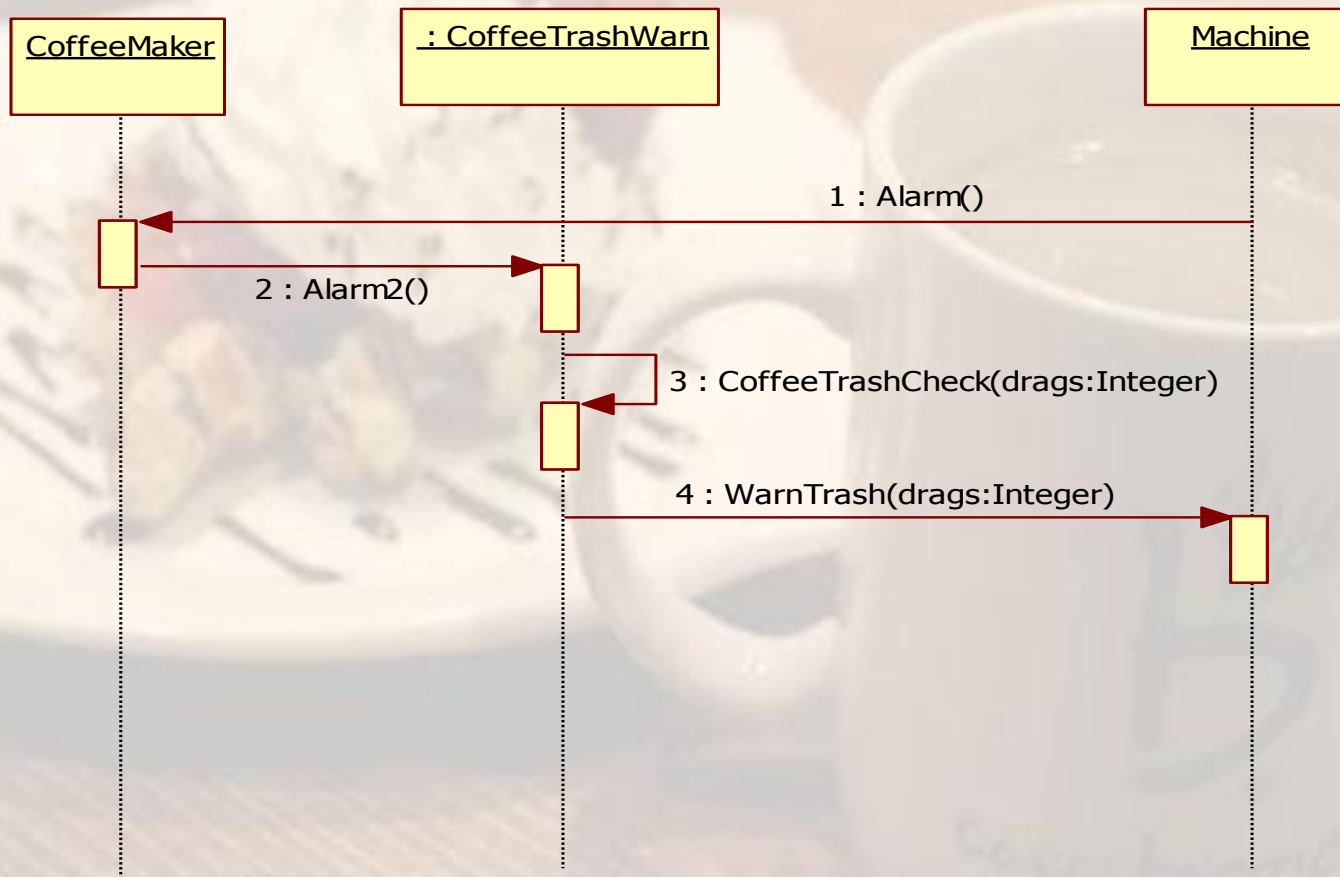 CoffeeMaker
: CoffeeTrashWarn
Machine
1 : Alarm()
2 : Alarm2()
3 : CoffeeTrashCheck(drags:Integer)
4 : WarnTrash(drags:Integer)